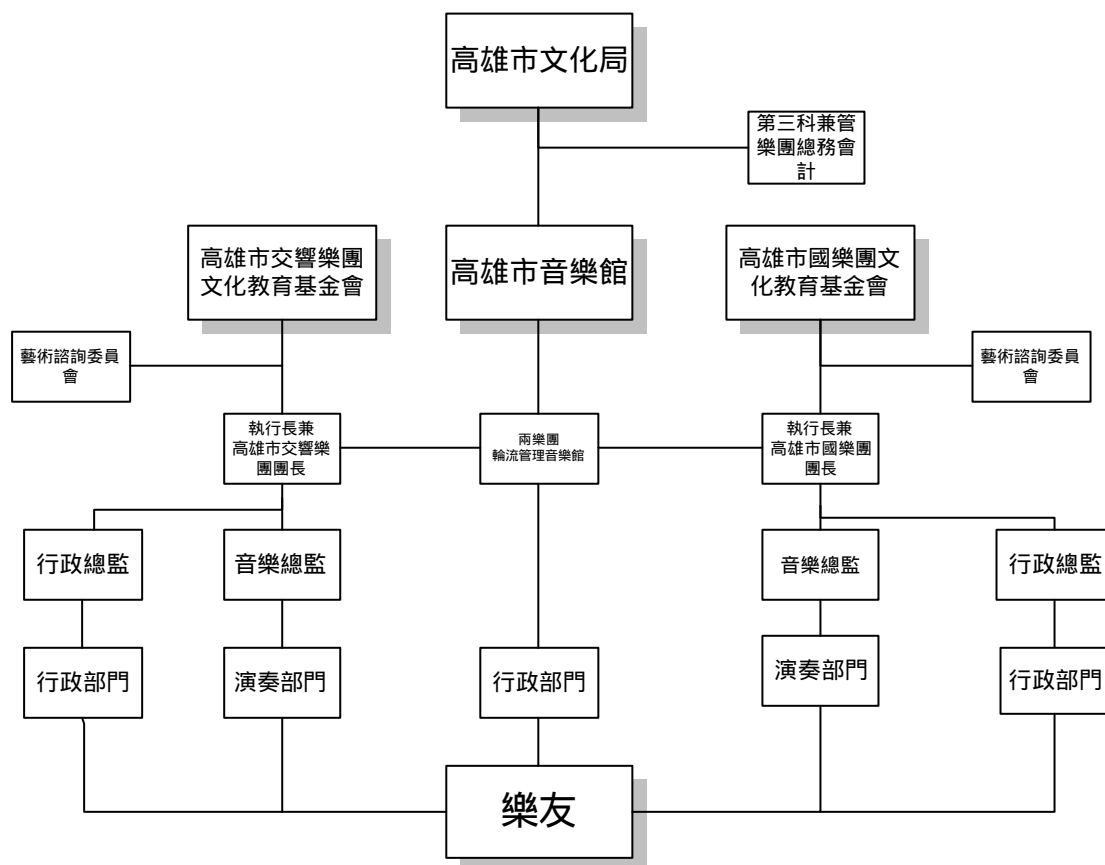 高雄市文化局
第三科兼管
樂團總務會
計
高雄市交響樂團
文化教育基金會
高雄市音樂館
高雄市國樂團文
化教育基金會
藝術諮詢委員
會
藝術諮詢委員
會
執行長兼
高雄市交響樂
團團長
兩樂團
輪流管理音樂館
執行長兼
高雄市國樂團
團長
行政總監
音樂總監
音樂總監
行政總監
行政部門
演奏部門
行政部門
演奏部門
行政部門
樂友